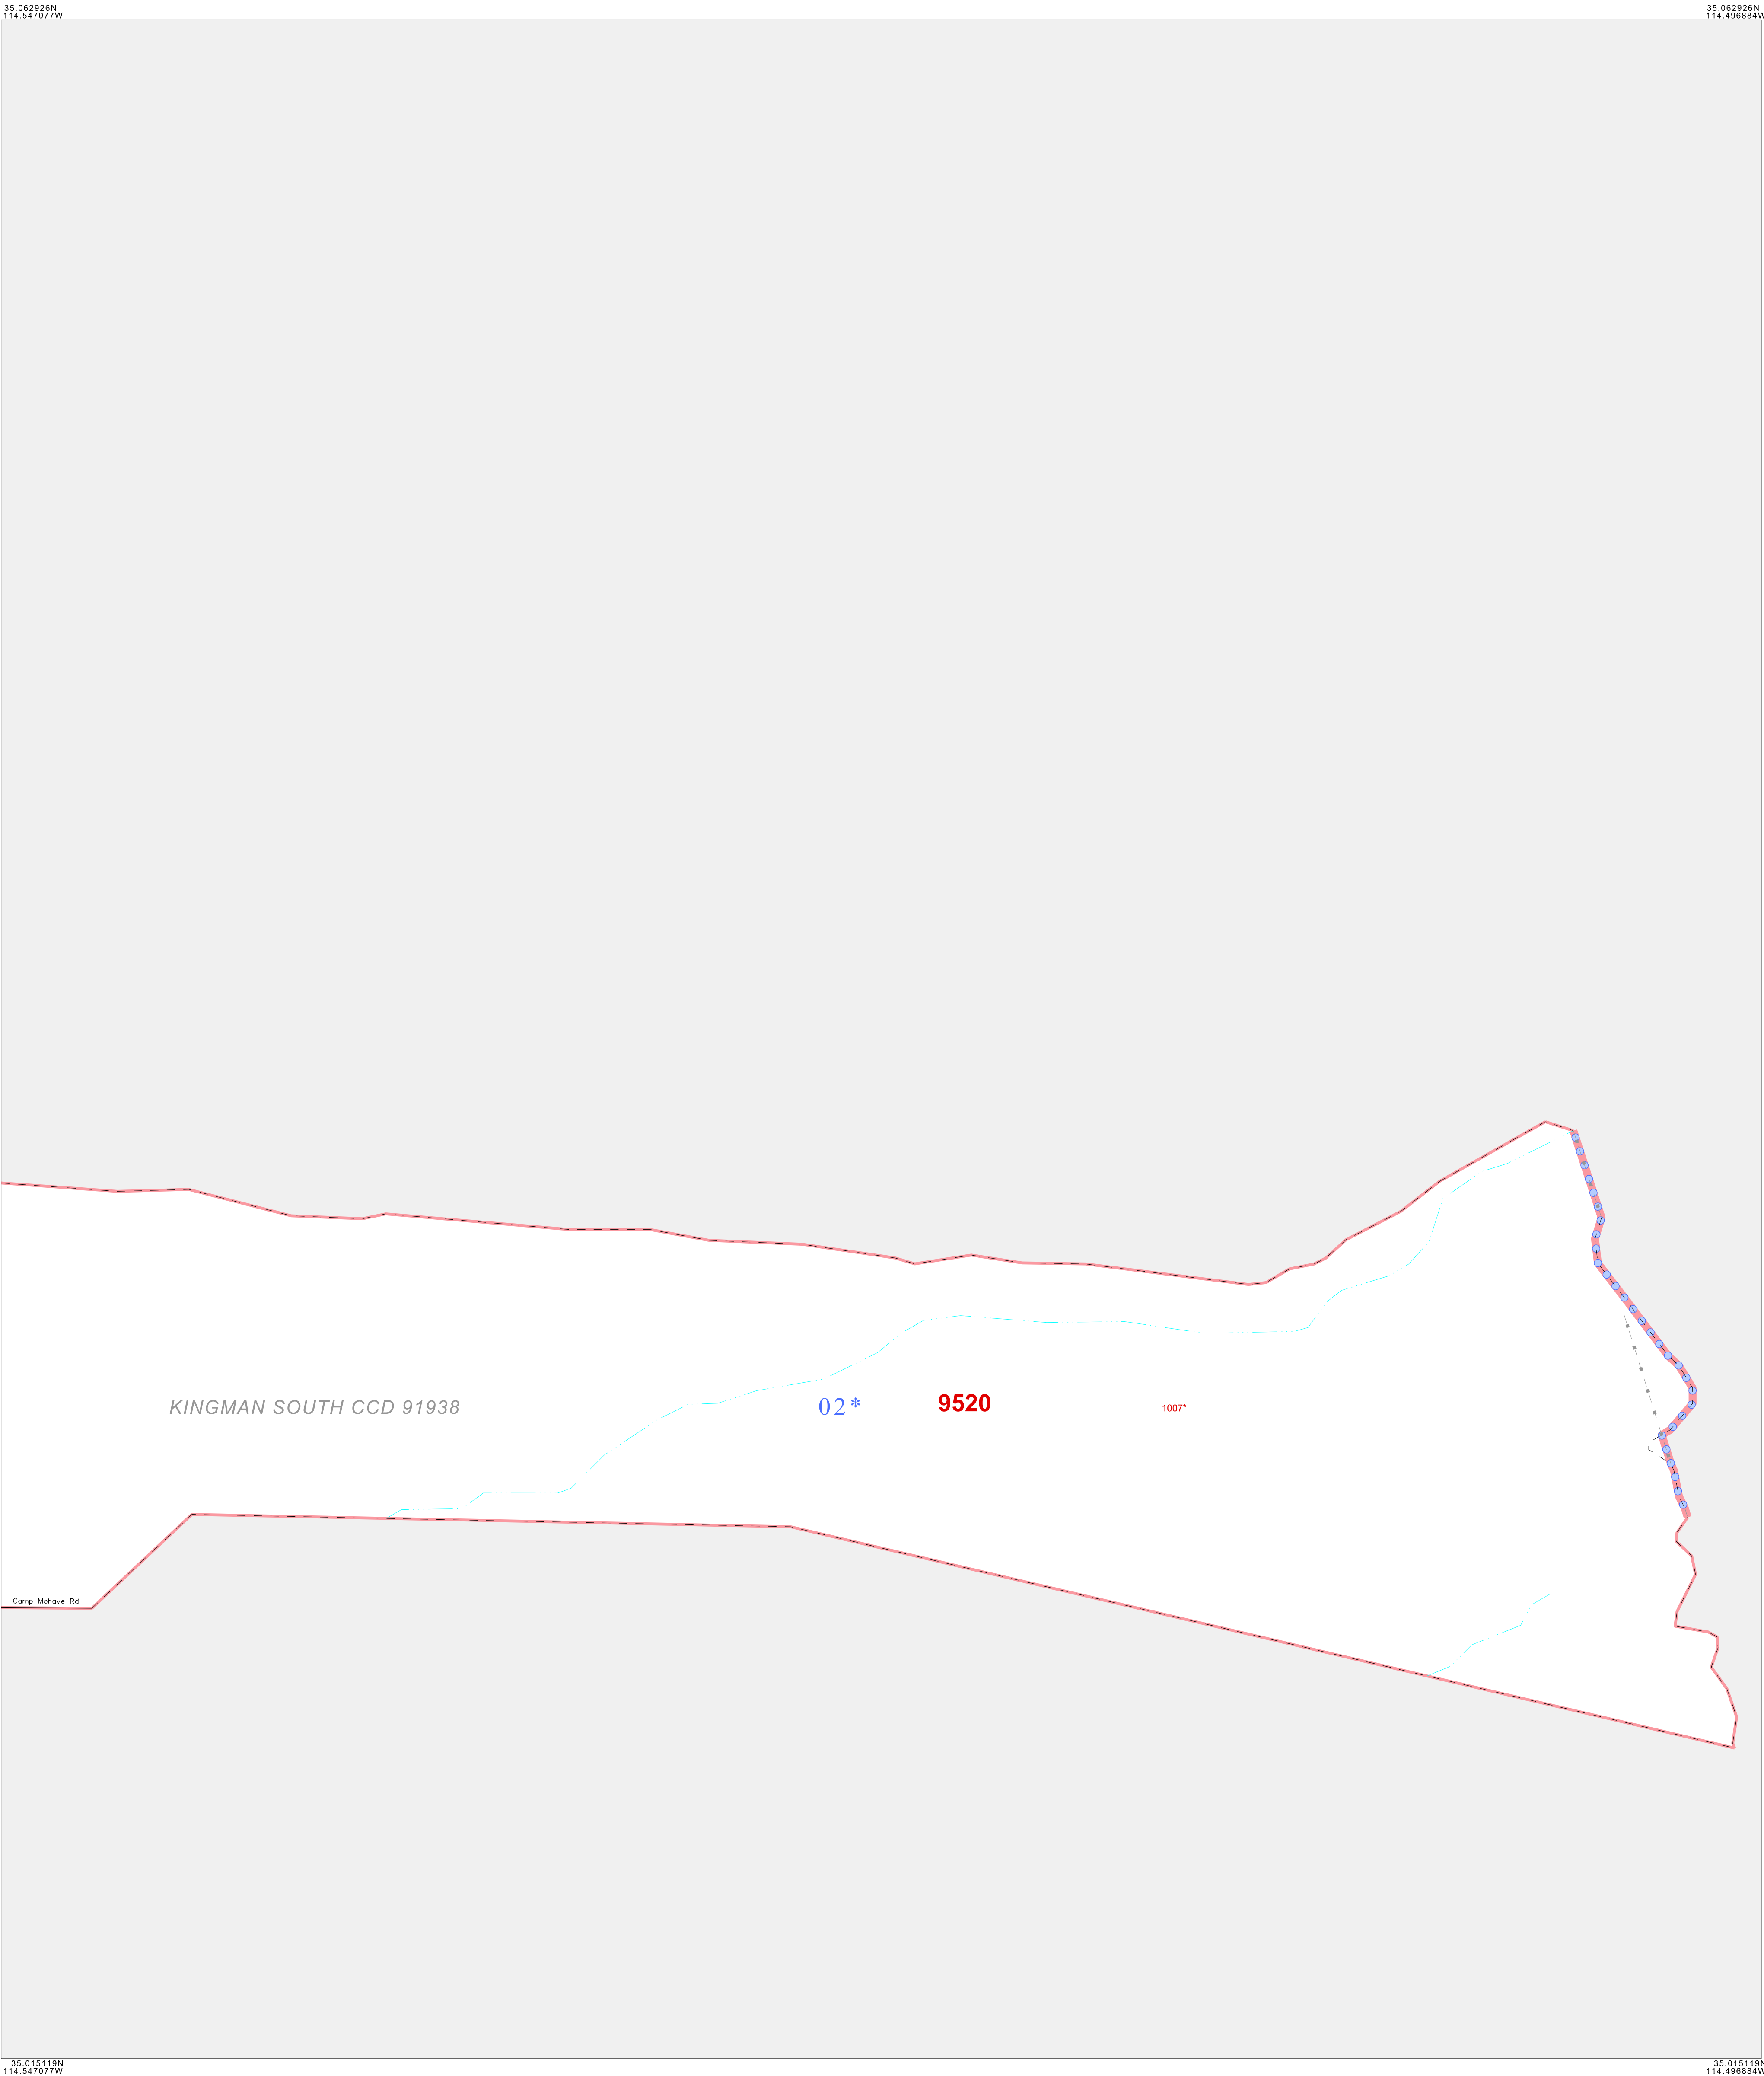 35.062926N
114.547077W
35.062926N
114.496884W
KINGMAN SOUTH CCD 91938
02*
9520
1007*
Camp Mohave Rd
35.015119N
114.547077W
35.015119N
114.496884W